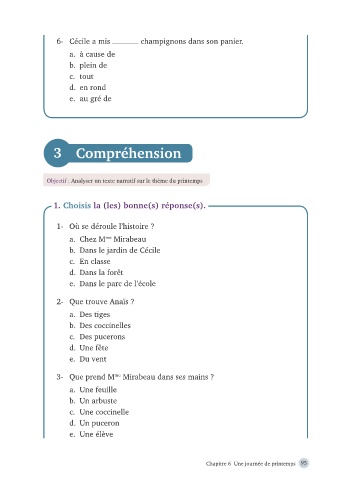 6- Cécile a mis ............ champignons dans son panier.
a. à cause de
b. plein de
c. tout
d. en rond
e. au gré de
3 Compréhension
Objectif : Analyser un texte narratif sur le thème du printemps
1. Choisis la (les) bonne(s) réponse(s).
1- Où se déroule l'histoire ?
a. Chez Mme Mirabeau
b. Dans le jardin de Cécile
c. En classe
d. Dans la forêt
e. Dans le parc de l'école
2- Que trouve Anaïs ?
a. Des tiges
b. Des coccinelles
c. Des pucerons
d. Une fête
e. Du vent
3- Que prend Mme Mirabeau dans ses mains ?
a. Une feuille
b. Un arbuste
c. Une coccinelle
d. Un puceron
e. Une élève
Chapitre 6 Une journée de printemps 95